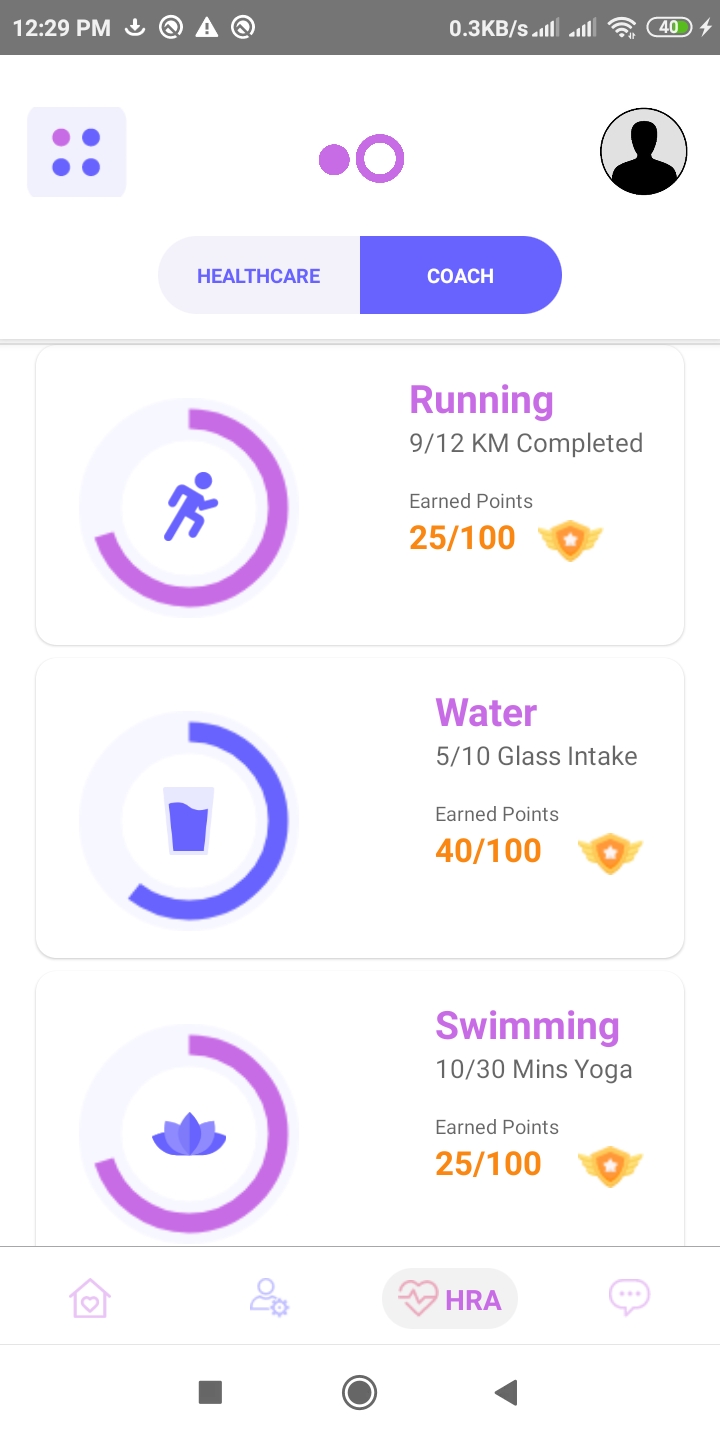 12:29 PM 0.3KB/s 40
HEALTHCARE COACH
Running
9/12 KM Completed
Earned Points
25/100
Water
5/10 Glass Intake
Earned Points
40/100
Swimming
10/30 Mins Yoga
Earned Points
25/100
HRA